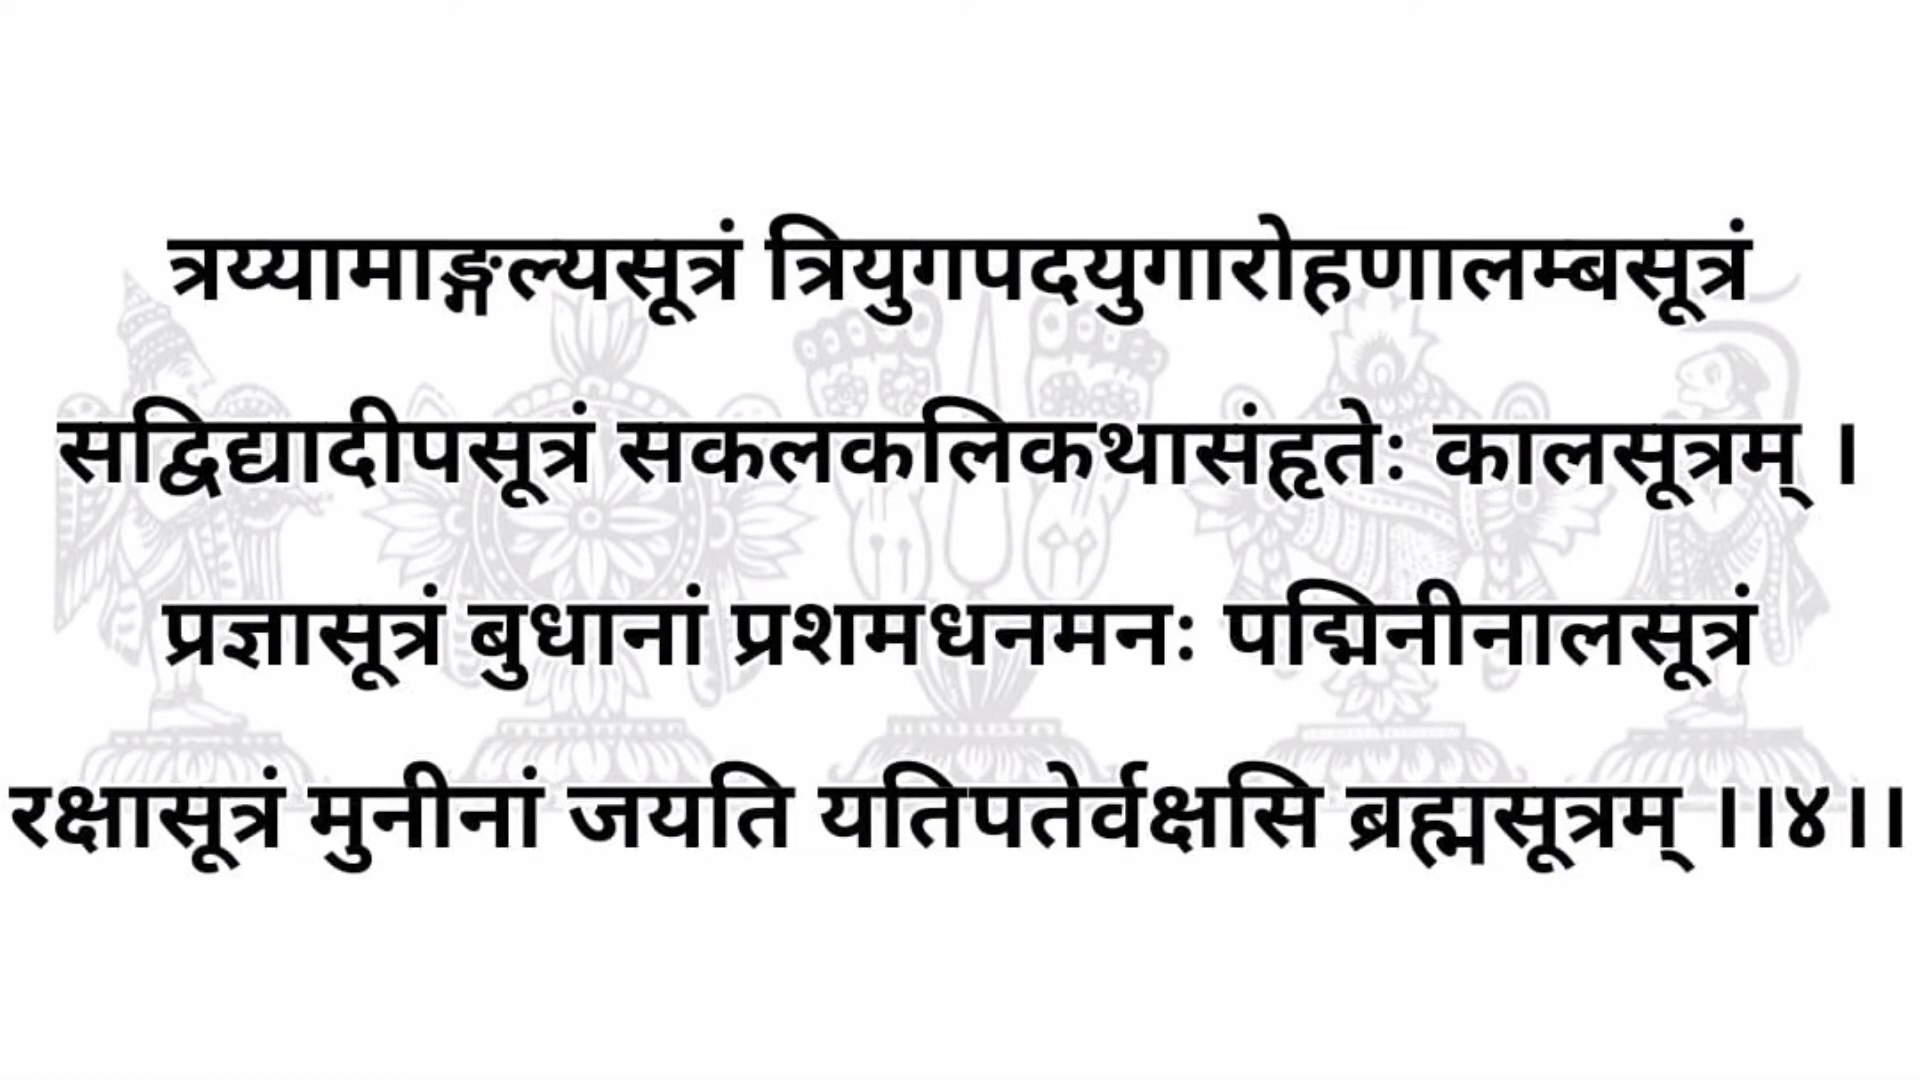 त्रय्यामाङ्गल्यसूत्रं त्रियुगपदयुगारोहणालम्बसूत्रं
सद्विद्यादीपसूत्रं सकलकलिकथासंहृतेः कालसूत्रम् ।
प्रज्ञासूत्रं बुधानां प्रशमधनमनः पद्मिनीनालसूत्रं
रक्षासूत्रं मुनीनां जयति यतिपतेर्वक्षसि ब्रह्मसूत्रम् ।।४।।